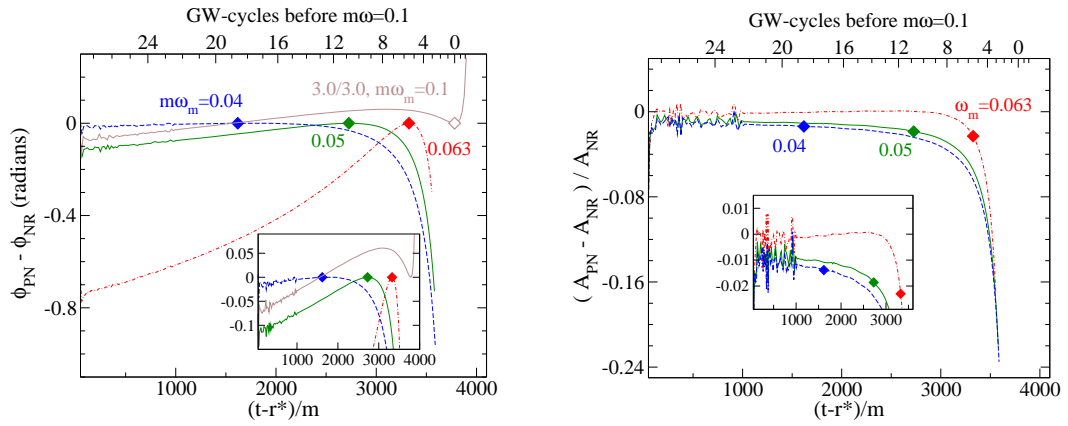 GW-cycles before mω=0.1
24 20 16 12 8 4 0
3.0/3.0, mω_m=0.1
mω_m=0.04
0.05
0.063
0
-0.4
-0.8
ϕ_PN - ϕ_NR (radians)
0.05
0
-0.05
-0.1
1000 2000 3000 4000
1000 2000 3000 4000
(t-r*)/m
GW-cycles before mω=0.1
24 20 16 12 8 4 0
ω_m=0.063
0.04
0.05
0
-0.08
-0.16
-0.24
( A_PN - A_NR ) / A_NR
0.01
0
-0.01
-0.02
1000 2000 3000
1000 2000 3000 4000
(t-r*)/m